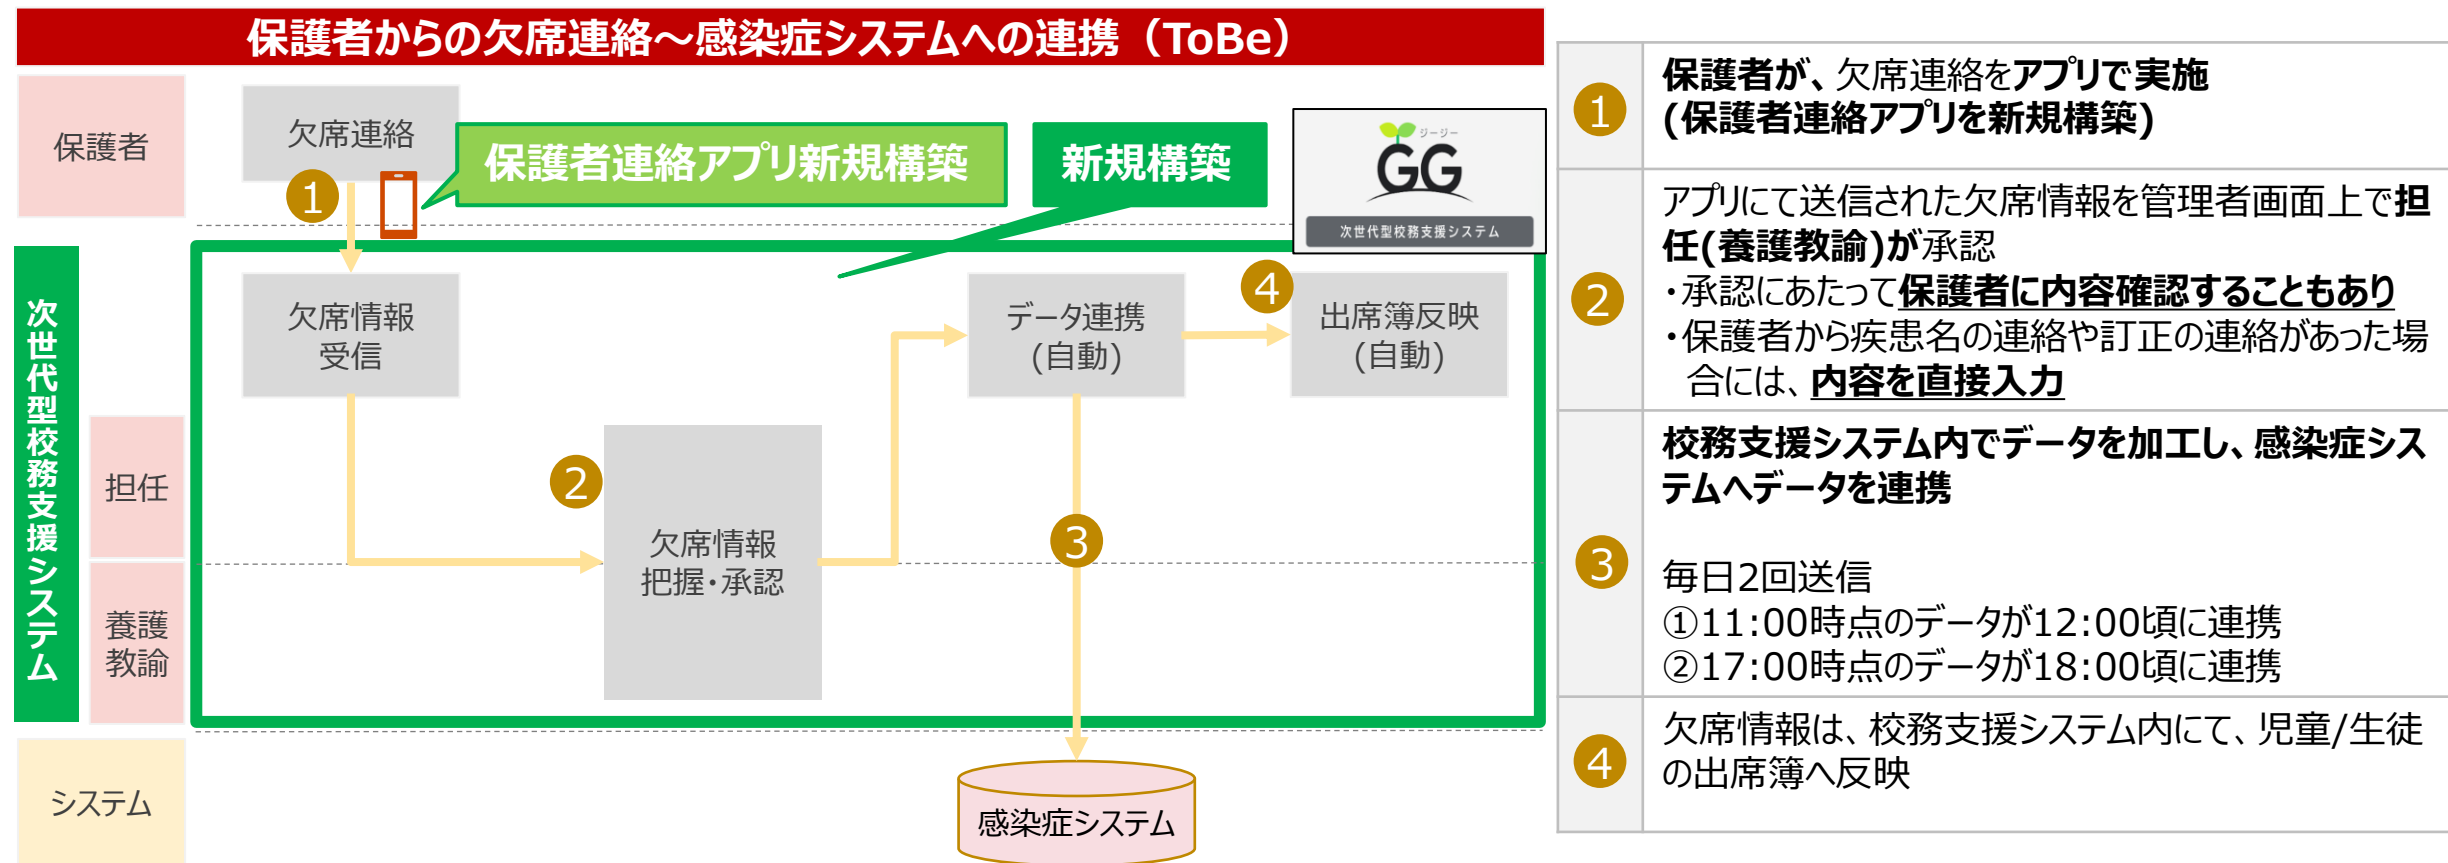 保護者からの欠席連絡～感染症システムへの連携（ToBe）
保護者
欠席連絡
1
保護者連絡アプリ新規構築
新規構築
ジージー
GG
次世代型校務支援システム
次世代型校務支援システム
担任
養護
教諭
欠席情報
受信
2
欠席情報
把握・承認
データ連携
(自動)
3
4
出席簿反映
(自動)
システム
感染症システム
1
保護者が、欠席連絡をアプリで実施
(保護者連絡アプリを新規構築)
2
アプリにて送信された欠席情報を管理者画面上で担
任(養護教諭)が承認
・承認にあたって保護者に内容確認することもあり
・保護者から疾患名の連絡や訂正の連絡があった場
合には、内容を直接入力
3
校務支援システム内でデータを加工し、感染症シス
テムへデータを連携
毎日2回送信
①11:00時点のデータが12:00頃に連携
②17:00時点のデータが18:00頃に連携
4
欠席情報は、校務支援システム内にて、児童/生徒
の出席簿へ反映